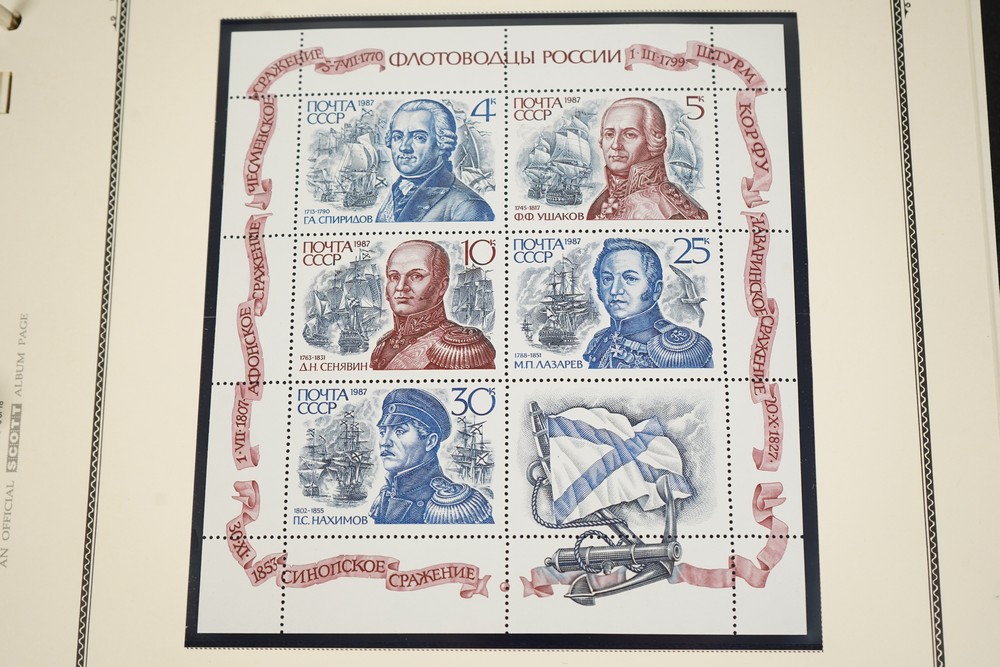 ФЛОТОВОДЦЫ РОССИИ
ЧЕСМЕНСКОЕ СРАЖЕНИЕ 5-7·VII·1770
1·III·1799 ШТУРМ КОРФУ
ПОЧТА 1987
СССР
4К
1713-1790
Г.А. СПИРИДОВ
ПОЧТА 1987
СССР
5К
1745-1817
Ф.Ф. УШАКОВ
ПОЧТА 1987
СССР
10К
1763-1831
Д.Н. СЕНЯВИН
ПОЧТА 1987
СССР
25К
1788-1851
М.П. ЛАЗАРЕВ
ПОЧТА 1987
СССР
30К
1802-1855
П.С. НАХИМОВ
1·VII·1807 АФОНСКОЕ СРАЖЕНИЕ
НАВАРИНСКОЕ СРАЖЕНИЕ 20·X·1827
30·XI· 1853 СИНОПСКОЕ СРАЖЕНИЕ
AN OFFICIAL SCOTT ALBUM PAGE